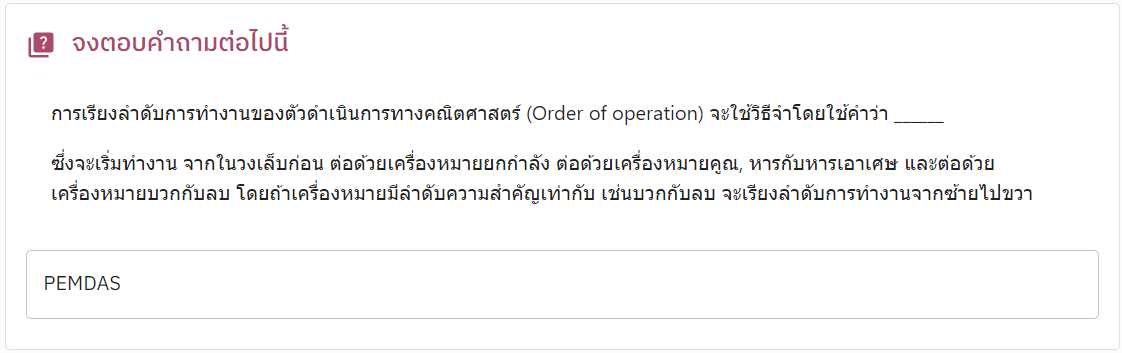 จงตอบคำถามต่อไปนี้
การเรียงลำดับการทำงานของตัวดำเนินการทางคณิตศาสตร์ (Order of operation) จะใช้วิธีจำโดยใช้คำว่า ______
ซึ่งจะเริ่มทำงาน จากในวงเล็บก่อน ต่อด้วยเครื่องหมายยกกำลัง ต่อด้วยเครื่องหมายคูณ, หารกับหารเอาเศษ และต่อด้วย
เครื่องหมายบวกกับลบ โดยถ้าเครื่องหมายมีลำดับความสำคัญเท่ากับ เช่นบวกกับลบ จะเรียงลำดับการทำงานจากซ้ายไปขวา
PEMDAS